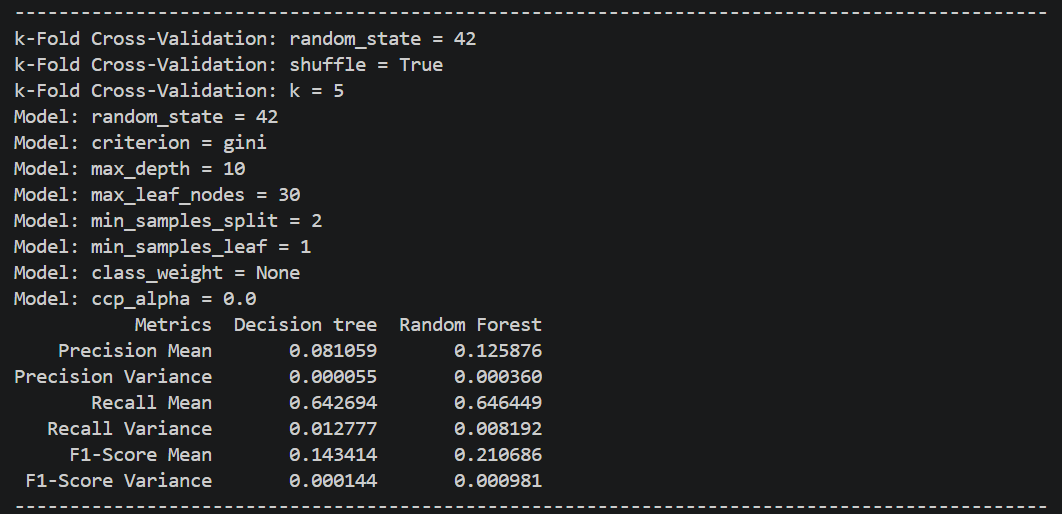 --------------------------------------------------------------------------------------------
k-Fold Cross-Validation: random_state = 42
k-Fold Cross-Validation: shuffle = True
k-Fold Cross-Validation: k = 5
Model: random_state = 42
Model: criterion = gini
Model: max_depth = 10
Model: max_leaf_nodes = 30
Model: min_samples_split = 2
Model: min_samples_leaf = 1
Model: class_weight = None
Model: ccp_alpha = 0.0
           Metrics  Decision tree  Random Forest
    Precision Mean       0.081059       0.125876
Precision Variance       0.000055       0.000360
       Recall Mean       0.642694       0.646449
   Recall Variance       0.012777       0.008192
     F1-Score Mean       0.143414       0.210686
 F1-Score Variance       0.000144       0.000981
--------------------------------------------------------------------------------------------